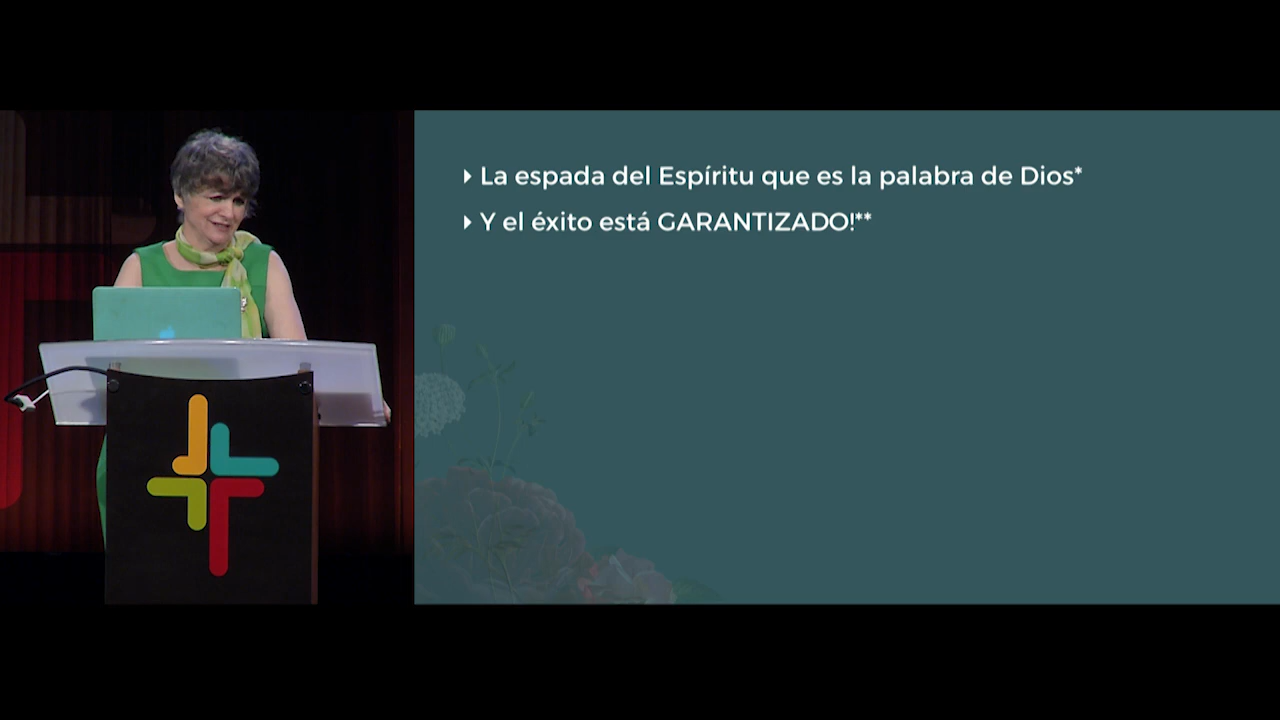 La espada del Espíritu que es la palabra de Dios*
Y el éxito está GARANTIZADO!**